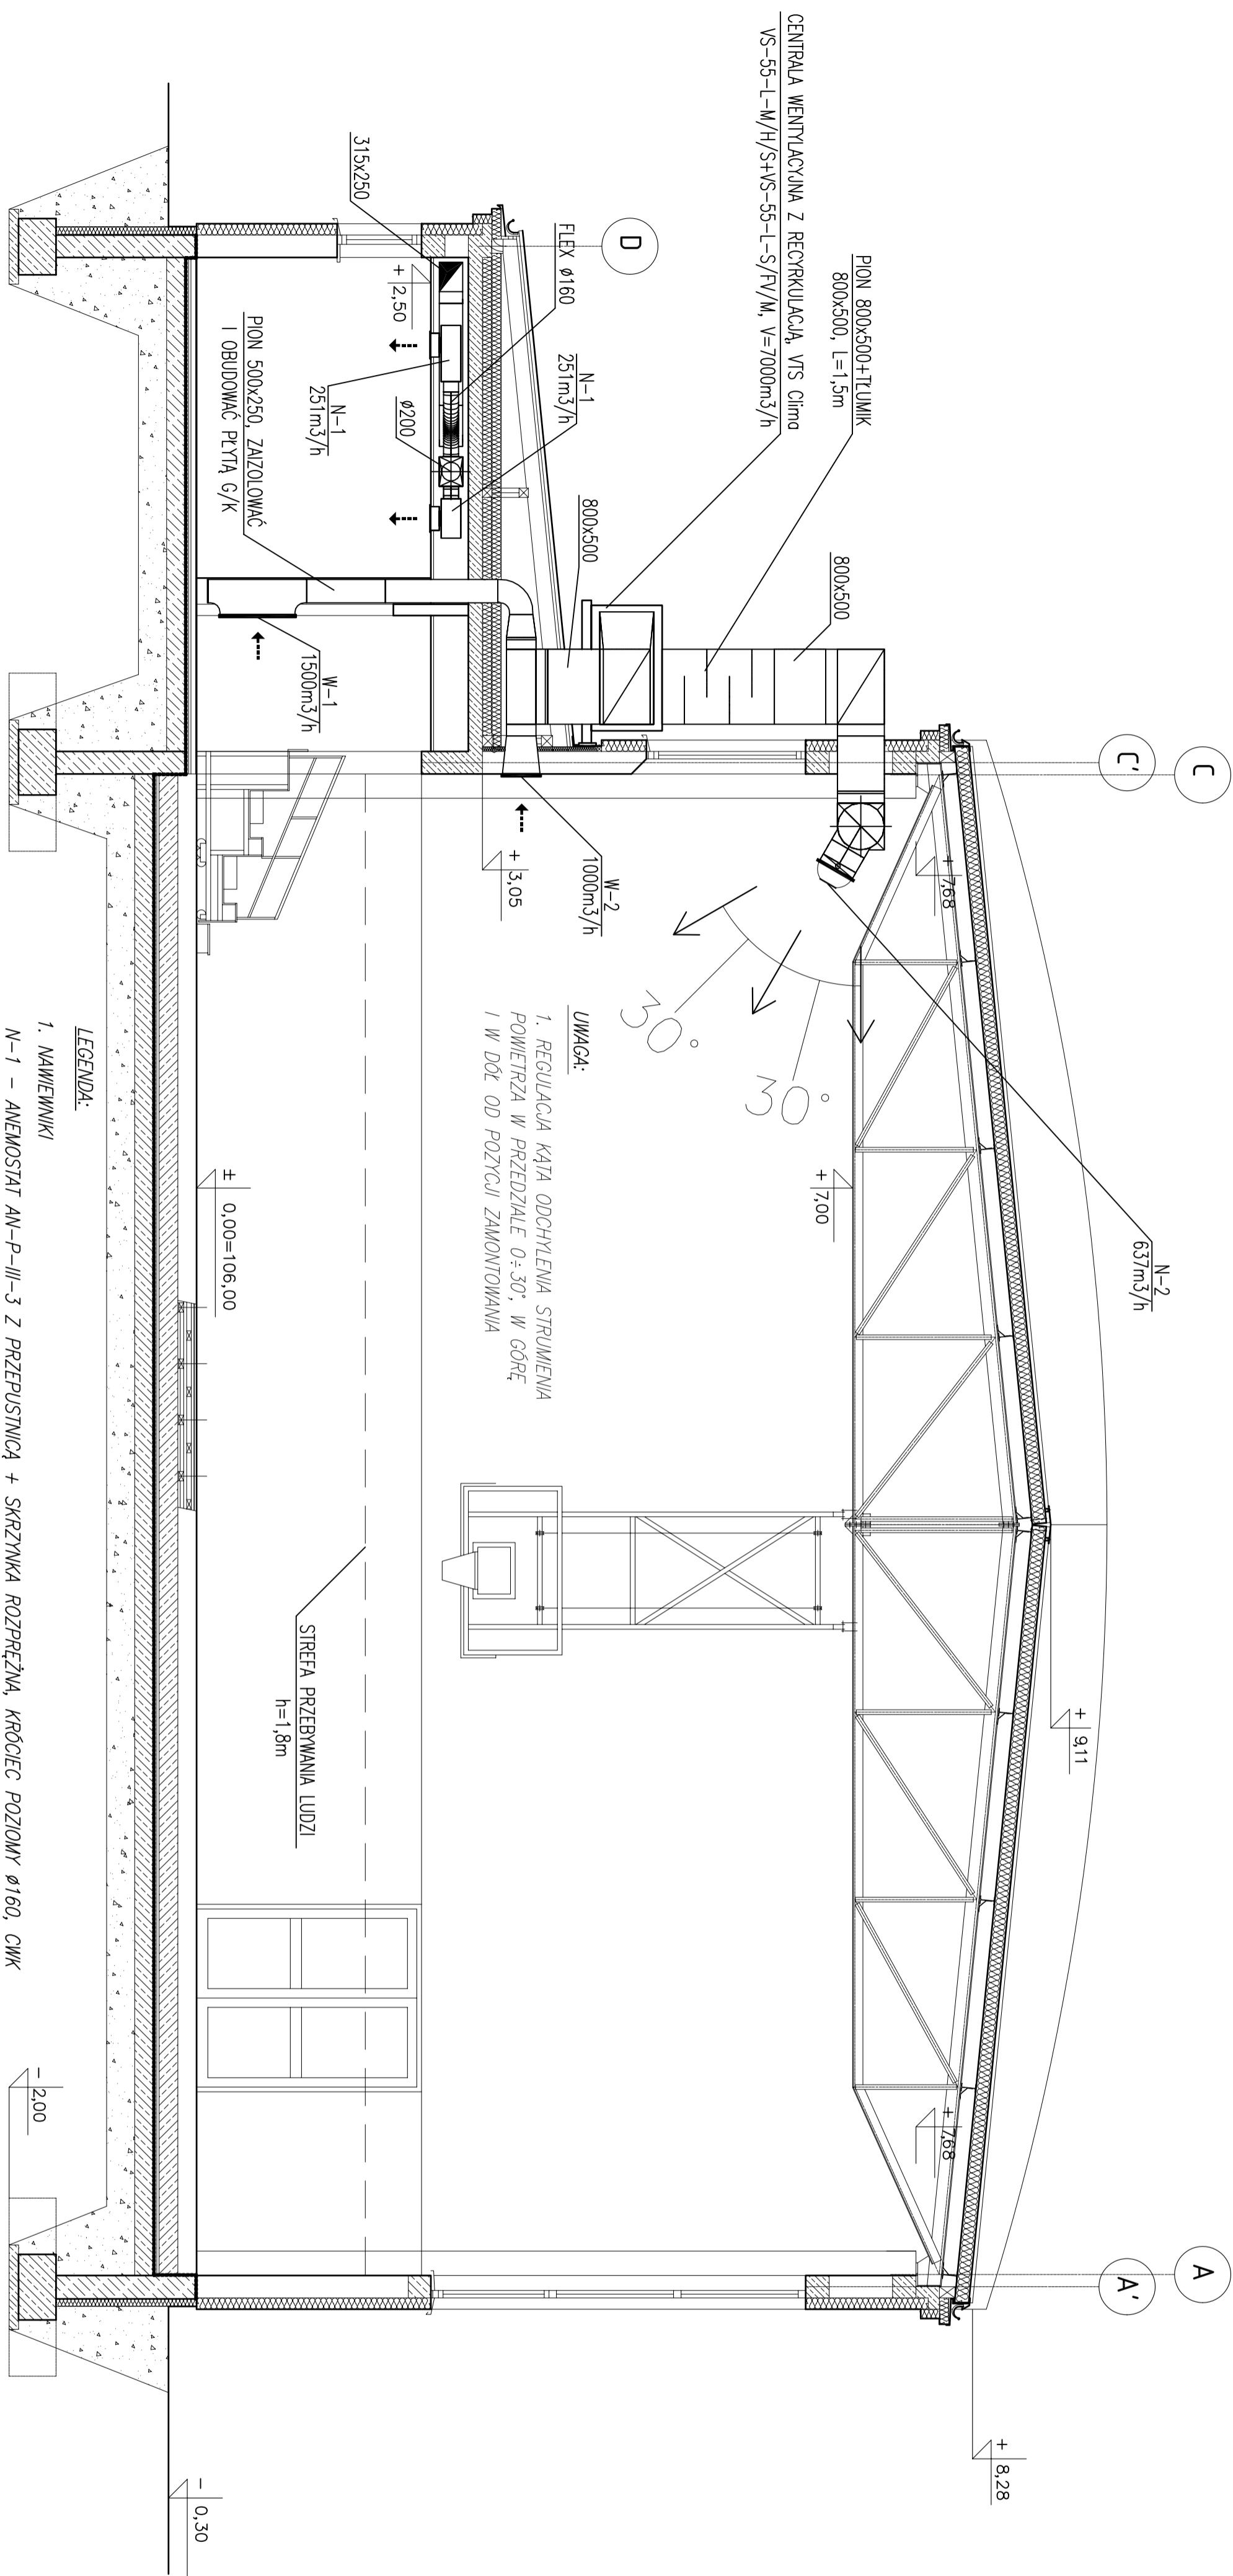 C
C'
A
A'
D
CENTRALA WENTYLACYJNA Z RECYRKULACJĄ, VTS Clima
VS-55-L-M/H/S+VS-55-L-S/FV/M, V=7000m3/h
PION 800x500+TŁUMIK
800x500, L=1,5m
800x500
800x500
N-1
251m3/h
FLEX ø160
315x250
+ 2,50
N-1
251m3/h
ø200
PION 500x250, ZAIZOLOWAĆ
I OBUDOWAĆ PŁYTĄ G/K
W-1
1500m3/h
W-2
1000m3/h
+ 3,05
+ 7,68
N-2
637m3/h
30°
30°
+ 7,00
+ 9,11
+ 7,68
+ 8,28
UWAGA:
1. REGULACJA KĄTA ODCHYLENIA STRUMIENIA
POWIETRZA W PRZEDZIALE 0÷30°, W GÓRĘ
I W DÓŁ OD POZYCJI ZAMONTOWANIA
± 0,00=106,00
STREFA PRZEBYWANIA LUDZI
h=1,8m
- 2,00
- 0,30
LEGENDA:
1. NAWIEWNIKI
N-1 - ANEMOSTAT AN-P-III-3 Z PRZEPUSTNICĄ + SKRZYNKA ROZPRĘŻNA, KRÓCIEC POZIOMY ø160, CWK